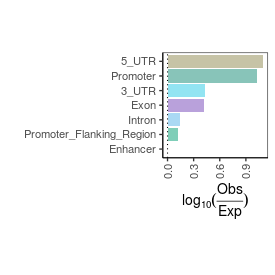 5_UTR
Promoter
3_UTR
Exon
Intron
Promoter_Flanking_Region
Enhancer
0.0 0.3 0.6 0.9
log10(Obs/Exp)